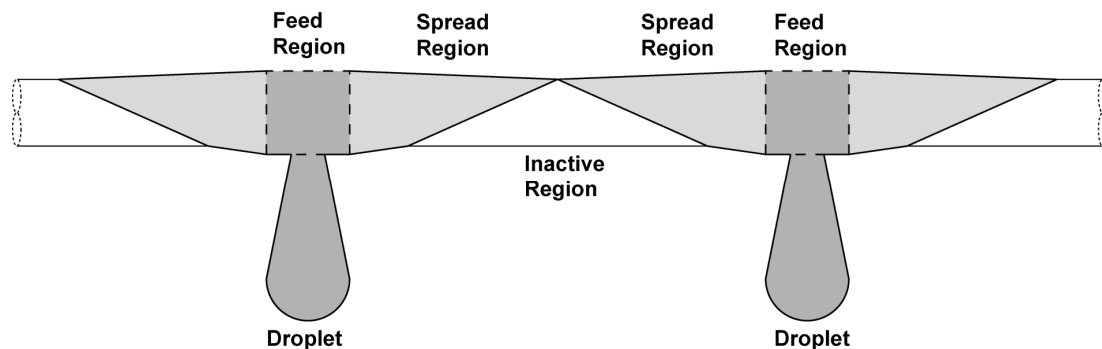 Feed
Region
Spread
Region
Spread
Region
Feed
Region
Inactive
Region
Droplet
Droplet